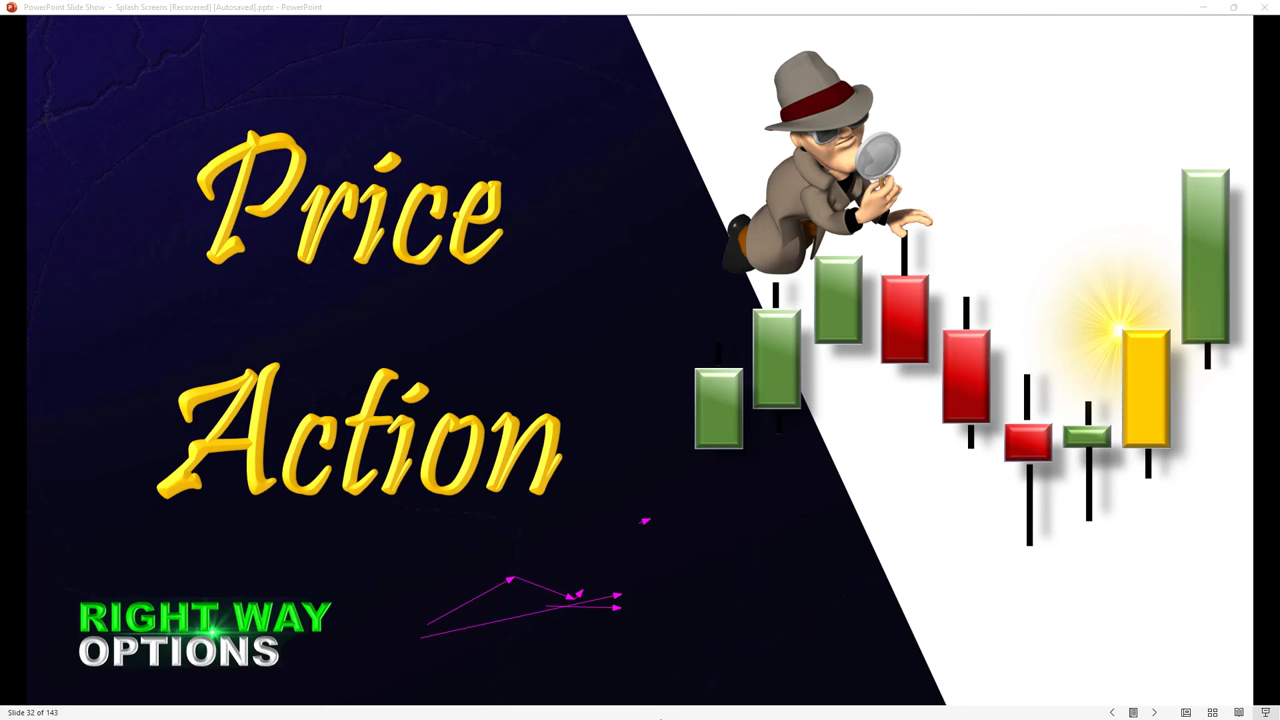 PowerPoint Slide Show - Splash Screens [Recovered] [Autosaved].pptx - PowerPoint
Price
Action
RIGHT WAY
OPTIONS
Slide 32 of 143